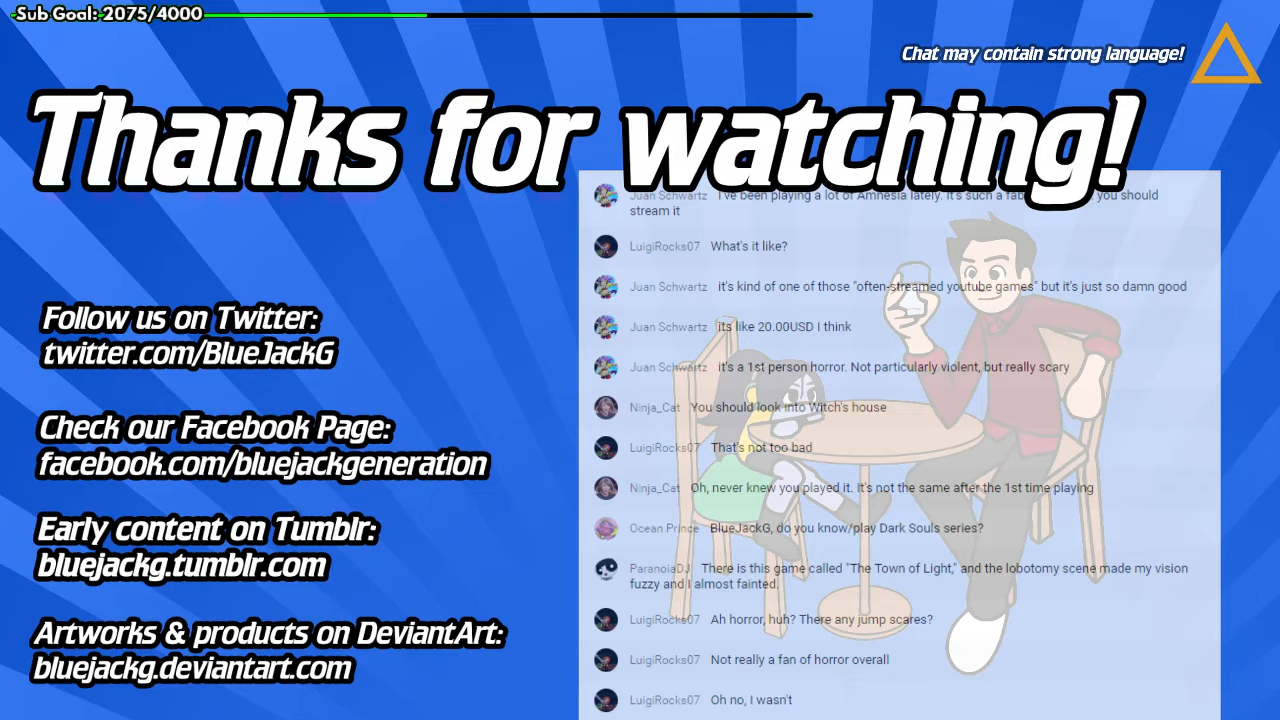 Sub Goal: 2075/4000
Chat may contain strong language!
Thanks for watching!
Follow us on Twitter:
twitter.com/BlueJackG
Check our Facebook Page:
facebook.com/bluejackgeneration
Early content on Tumblr:
bluejackg.tumblr.com
Artworks & products on DeviantArt:
bluejackg.deviantart.com
Juan Schwartz I've been playing a lot of Amnesia lately. It's such a you should
stream it
LuigiRocks07 What's it like?
Juan Schwartz it's kind of one of those "often-streamed youtube games" but it's just so damn good
Juan Schwartz its like 20.00USD I think
Juan Schwartz it's a 1st person horror. Not particularly violent, but really scary
Ninja_Cat You should look into Witch's house
LuigiRocks07 That's not too bad
Ninja_Cat Oh, never knew you played it. It's not the same after the 1st time playing
Ocean Prince BlueJackG, do you know/play Dark Souls series?
ParanoiaDJ There is this game called "The Town of Light," and the lobotomy scene made my vision
fuzzy and I almost fainted.
LuigiRocks07 Ah horror, huh? There any jump scares?
LuigiRocks07 Not really a fan of horror overall
LuigiRocks07 Oh no, I wasn't